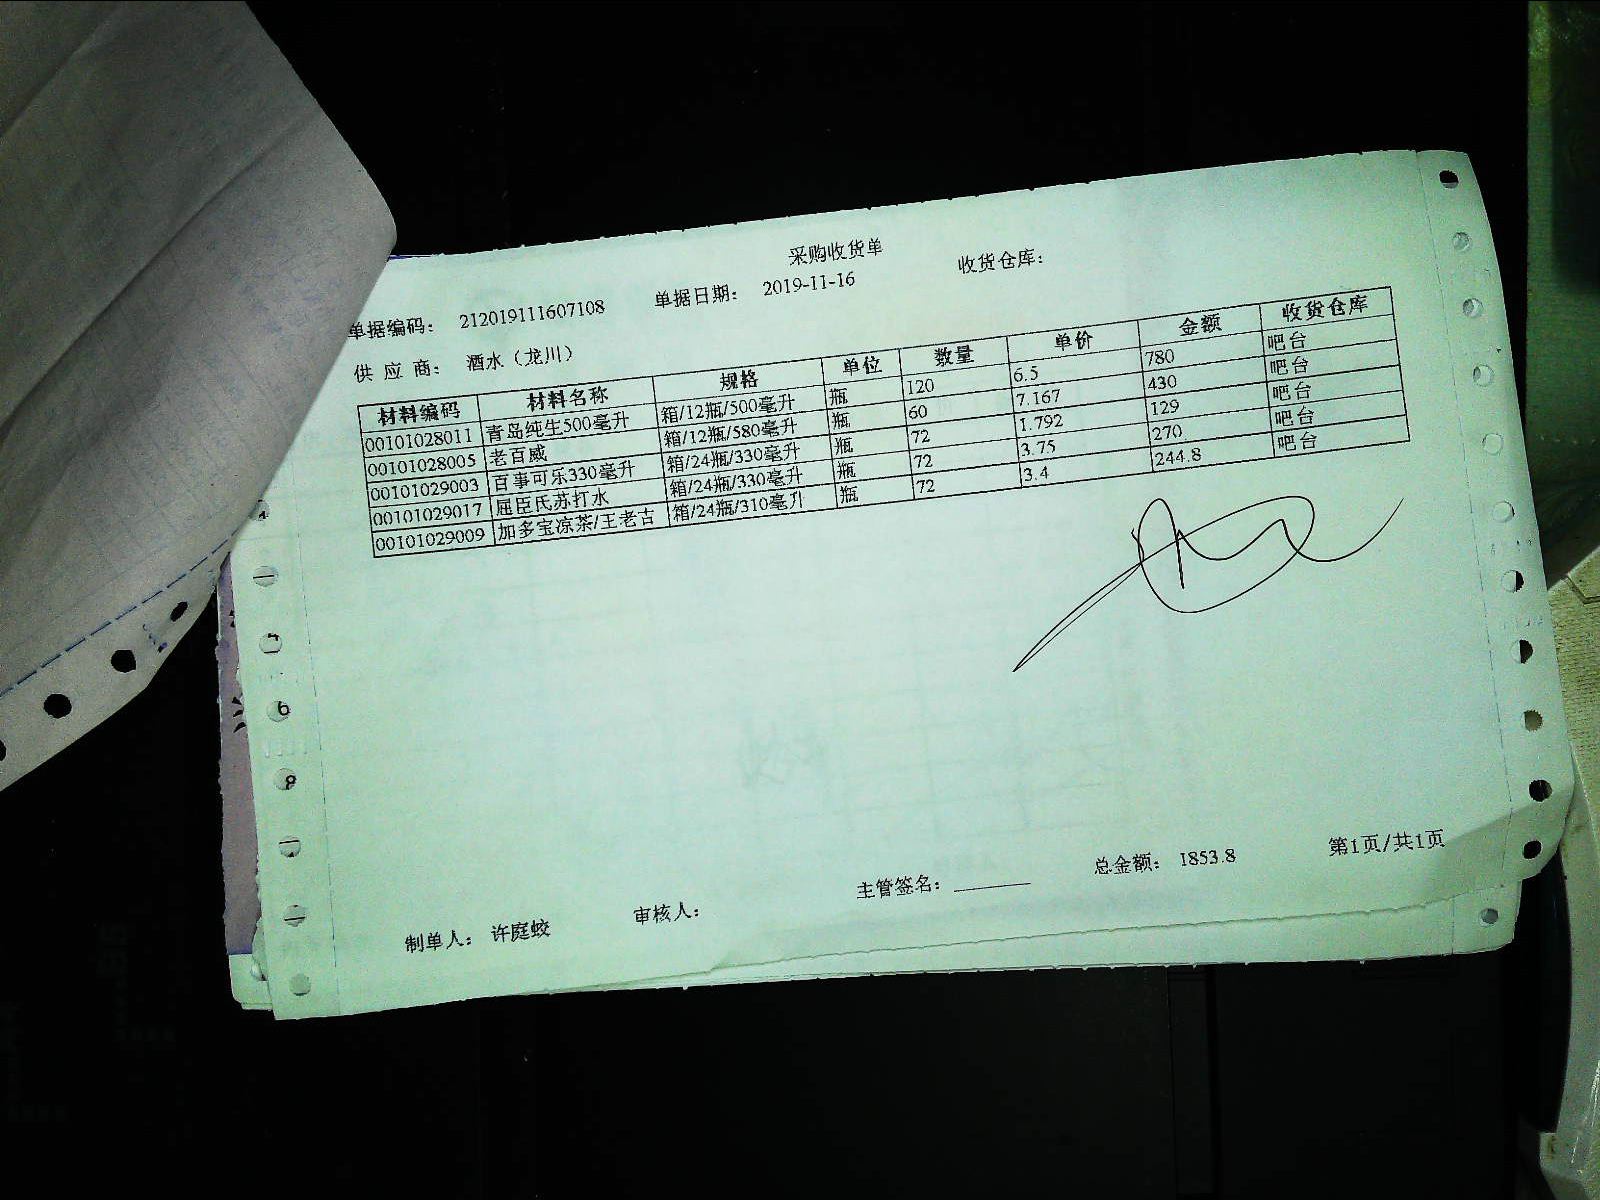 采购收货单
单据编码： 212019111607108 单据日期： 2019-11-16 收货仓库：
供 应 商： 酒水（龙川）
材料编码 材料名称 规格 单位 数量 单价 金额 收货仓库
00101028011 青岛纯生500毫升 箱/12瓶/500毫升 瓶 120 6.5 780 吧台
00101028005 老百威 箱/12瓶/580毫升 瓶 60 7.167 430 吧台
00101029003 百事可乐330毫升 箱/24瓶/330毫升 瓶 72 1.792 129 吧台
00101029017 屈臣氏苏打水 箱/24瓶/330毫升 瓶 72 3.75 270 吧台
00101029009 加多宝凉茶/王老吉 箱/24瓶/310毫升 瓶 72 3.4 244.8 吧台
制单人： 许庭蛟 审核人： 主管签名： 总金额： 1853.8 第1页/共1页